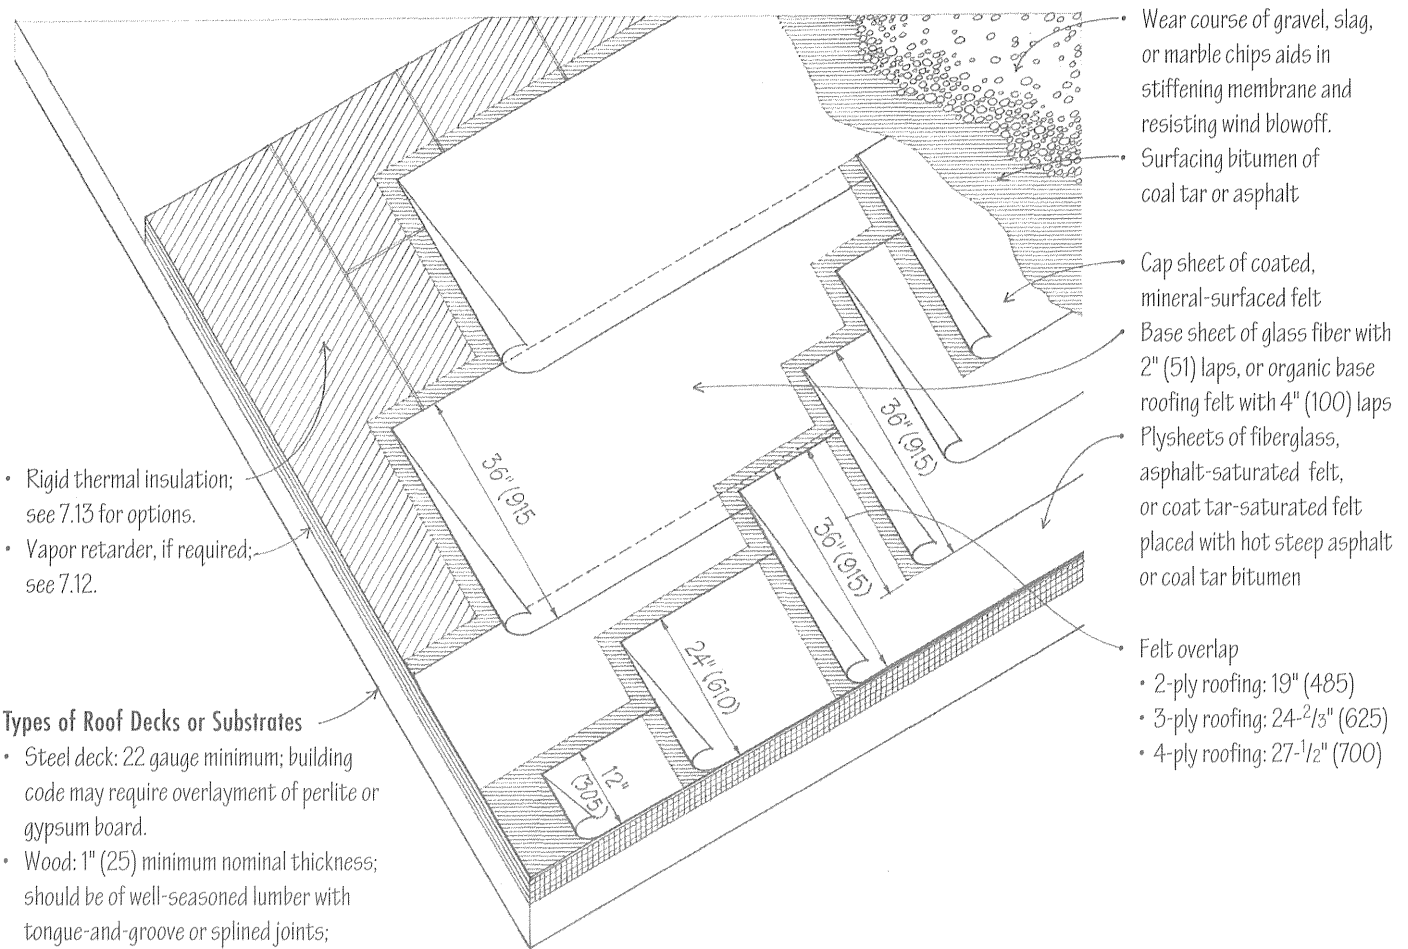 Wear course of gravel, slag,
or marble chips aids in
stiffening membrane and
resisting wind blowoff.
Surfacing bitumen of
coal tar or asphalt
Cap sheet of coated,
mineral-surfaced felt
Base sheet of glass fiber with
2" (51) laps, or organic base
roofing felt with 4" (100) laps
Plysheets of fiberglass,
asphalt-saturated felt,
or coat tar-saturated felt
placed with hot steep asphalt
or coal tar bitumen
Felt overlap
• 2-ply roofing: 19" (485)
• 3-ply roofing: 24-2/3" (625)
• 4-ply roofing: 27-1/2" (700)
36" (915)
36" (915
36" (915)
24" (610)
12"
(305)
• Rigid thermal insulation;
see 7.13 for options.
• Vapor retarder, if required;
see 7.12.
Types of Roof Decks or Substrates
• Steel deck: 22 gauge minimum; building
code may require overlayment of perlite or
gypsum board.
• Wood: 1" (25) minimum nominal thickness;
should be of well-seasoned lumber with
tongue-and-groove or splined joints;